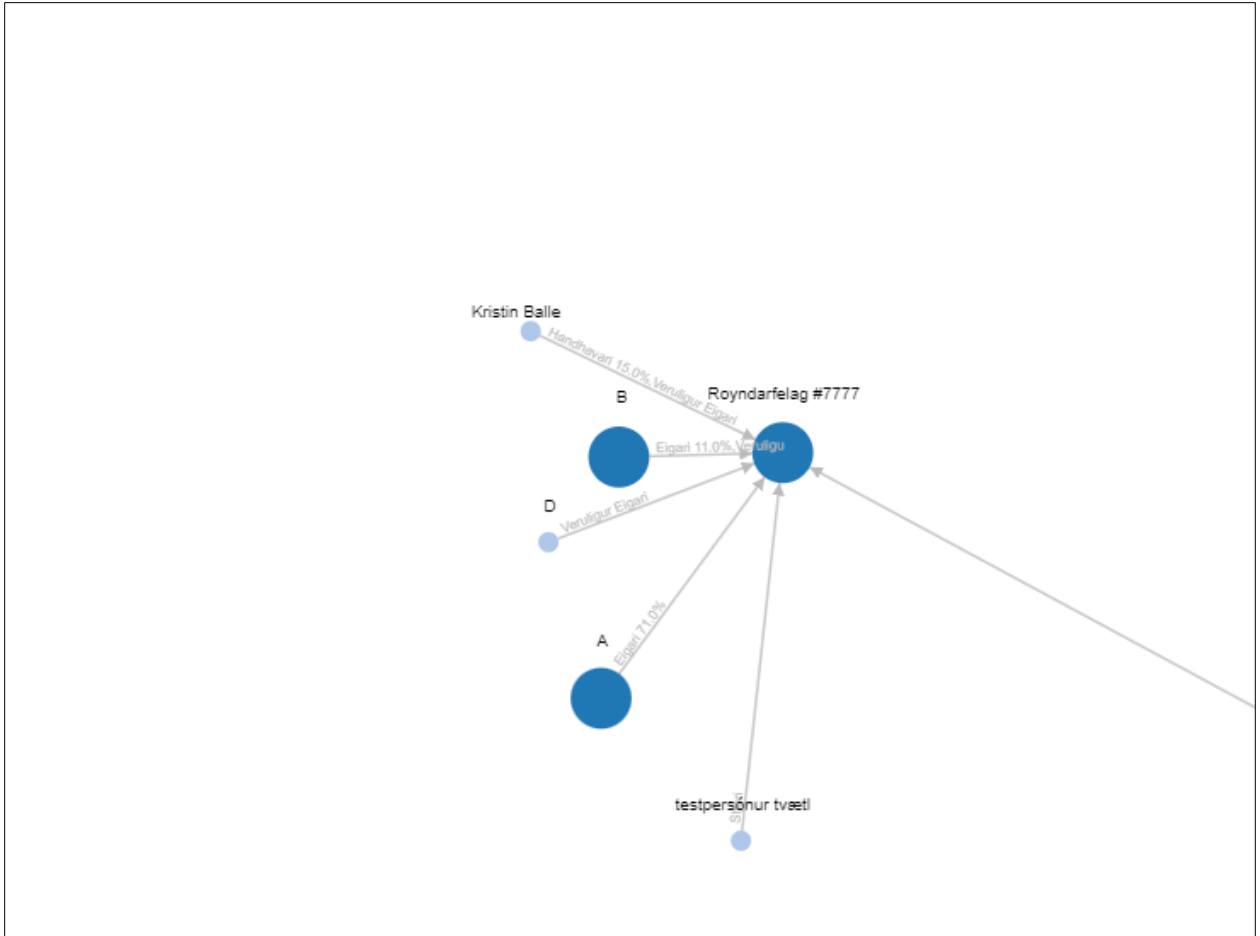 Kristin Balle
Handhavari 15.0%,Veruligur Eigari
B
Royndarfelag #7777
Eigari 11.0%,Veruligu
D
Veruligur Eigari
A
Eigari 71.0%
testpersónur tvætl